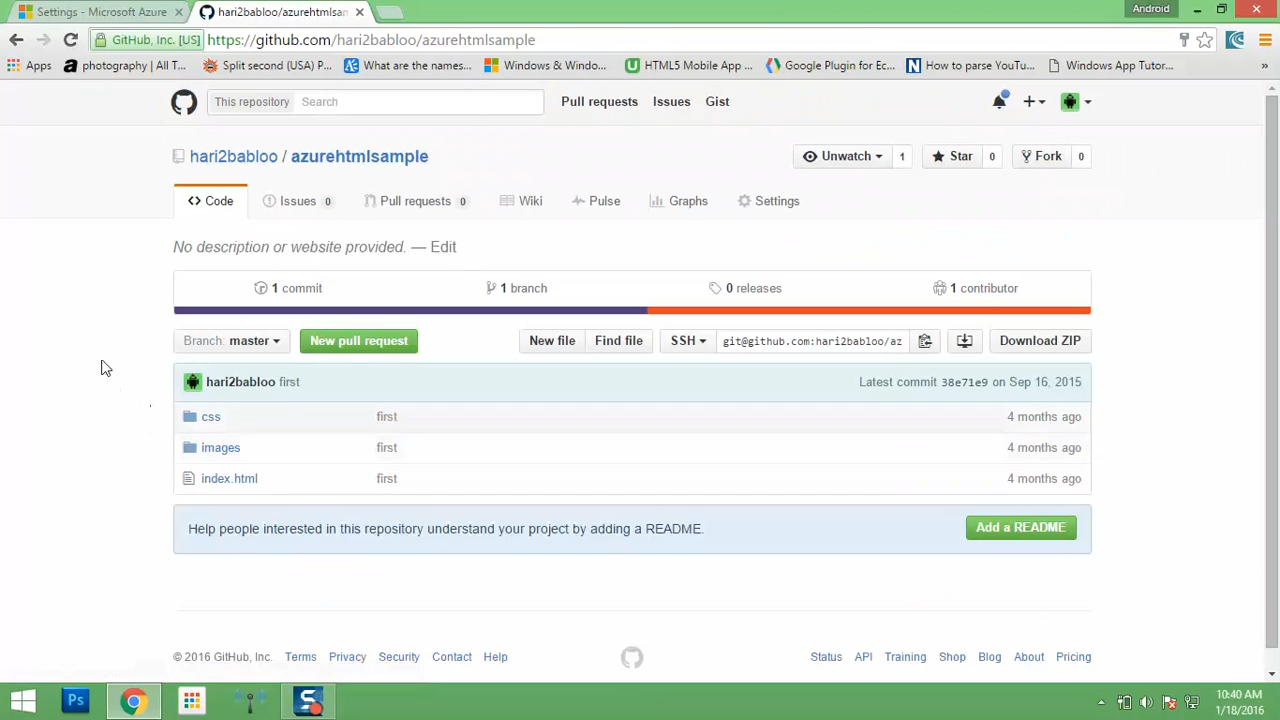 Settings - Microsoft Azure
hari2babloo/azurehtmlsam
Android
GitHub, Inc. [US]
https://github.com/hari2babloo/azurehtmlsample
Apps
photography | All T...
Split second (USA) P...
What are the names...
Windows & Windo...
HTML5 Mobile App ...
Google Plugin for Ec...
How to parse YouTu...
Windows App Tutor...
»
This repository
Search
Pull requests
Issues
Gist
hari2babloo / azurehtmlsample
Unwatch 1
Star 0
Fork 0
<> Code
Issues 0
Pull requests 0
Wiki
Pulse
Graphs
Settings
No description or website provided. — Edit
1 commit
1 branch
0 releases
1 contributor
Branch: master
New pull request
New file
Find file
SSH
git@github.com:hari2babloo/az
Download ZIP
hari2babloo first
Latest commit 38e71e9 on Sep 16, 2015
css first 4 months ago
images first 4 months ago
index.html first 4 months ago
Help people interested in this repository understand your project by adding a README.
Add a README
© 2016 GitHub, Inc. Terms Privacy Security Contact Help
Status API Training Shop Blog About Pricing
Ps
S
10:40 AM
1/18/2016